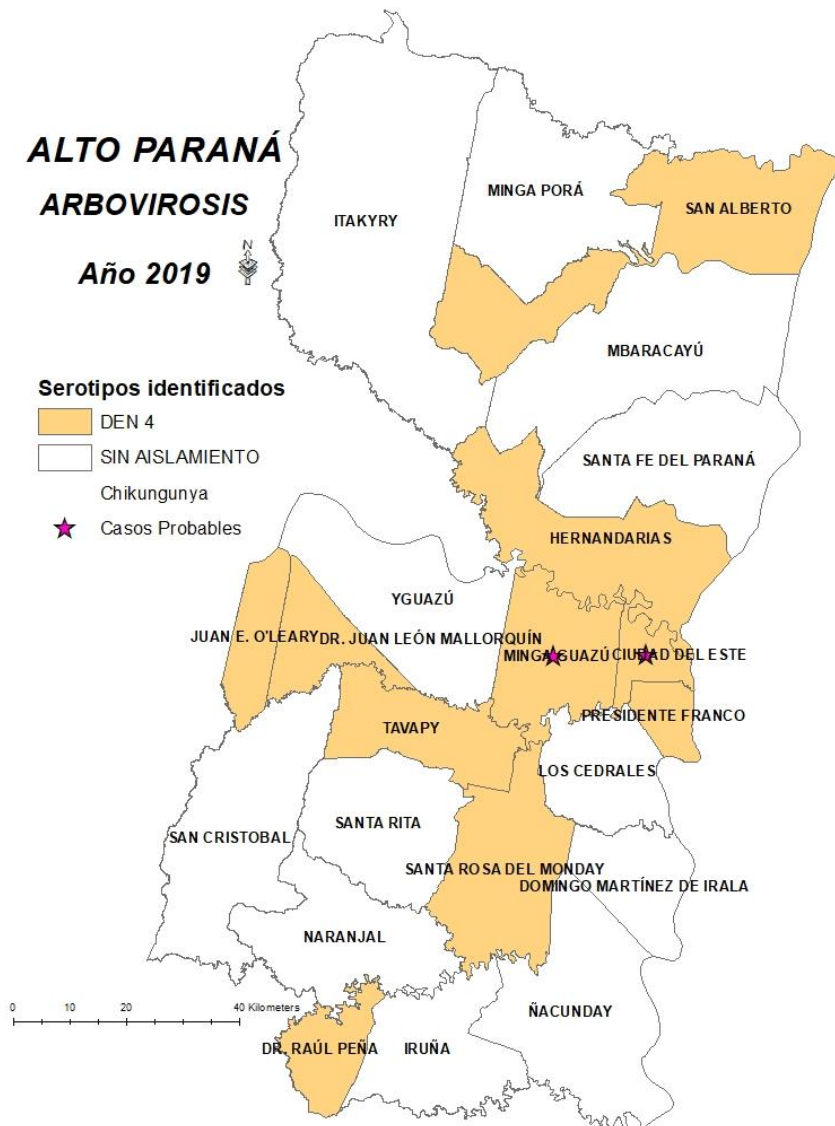 ALTO PARANÁ
ARBOVIROSIS
Año 2019
N
Serotipos identificados
DEN 4
SIN AISLAMIENTO
Chikungunya
Casos Probables
ITAKYRY
MINGA PORÁ
SAN ALBERTO
MBARACAYÚ
SANTA FE DEL PARANÁ
HERNANDARIAS
YGUAZÚ
JUAN E. O'LEARY
DR. JUAN LEÓN MALLORQUÍN
MINGA GUAZÚ
CIUDAD DEL ESTE
PRESIDENTE FRANCO
TAVAPY
LOS CEDRALES
SAN CRISTOBAL
SANTA RITA
SANTA ROSA DEL MONDAY
DOMINGO MARTÍNEZ DE IRALA
NARANJAL
ÑACUNDAY
DR. RAÚL PEÑA
IRUÑA
0 10 20 40 Kilometers